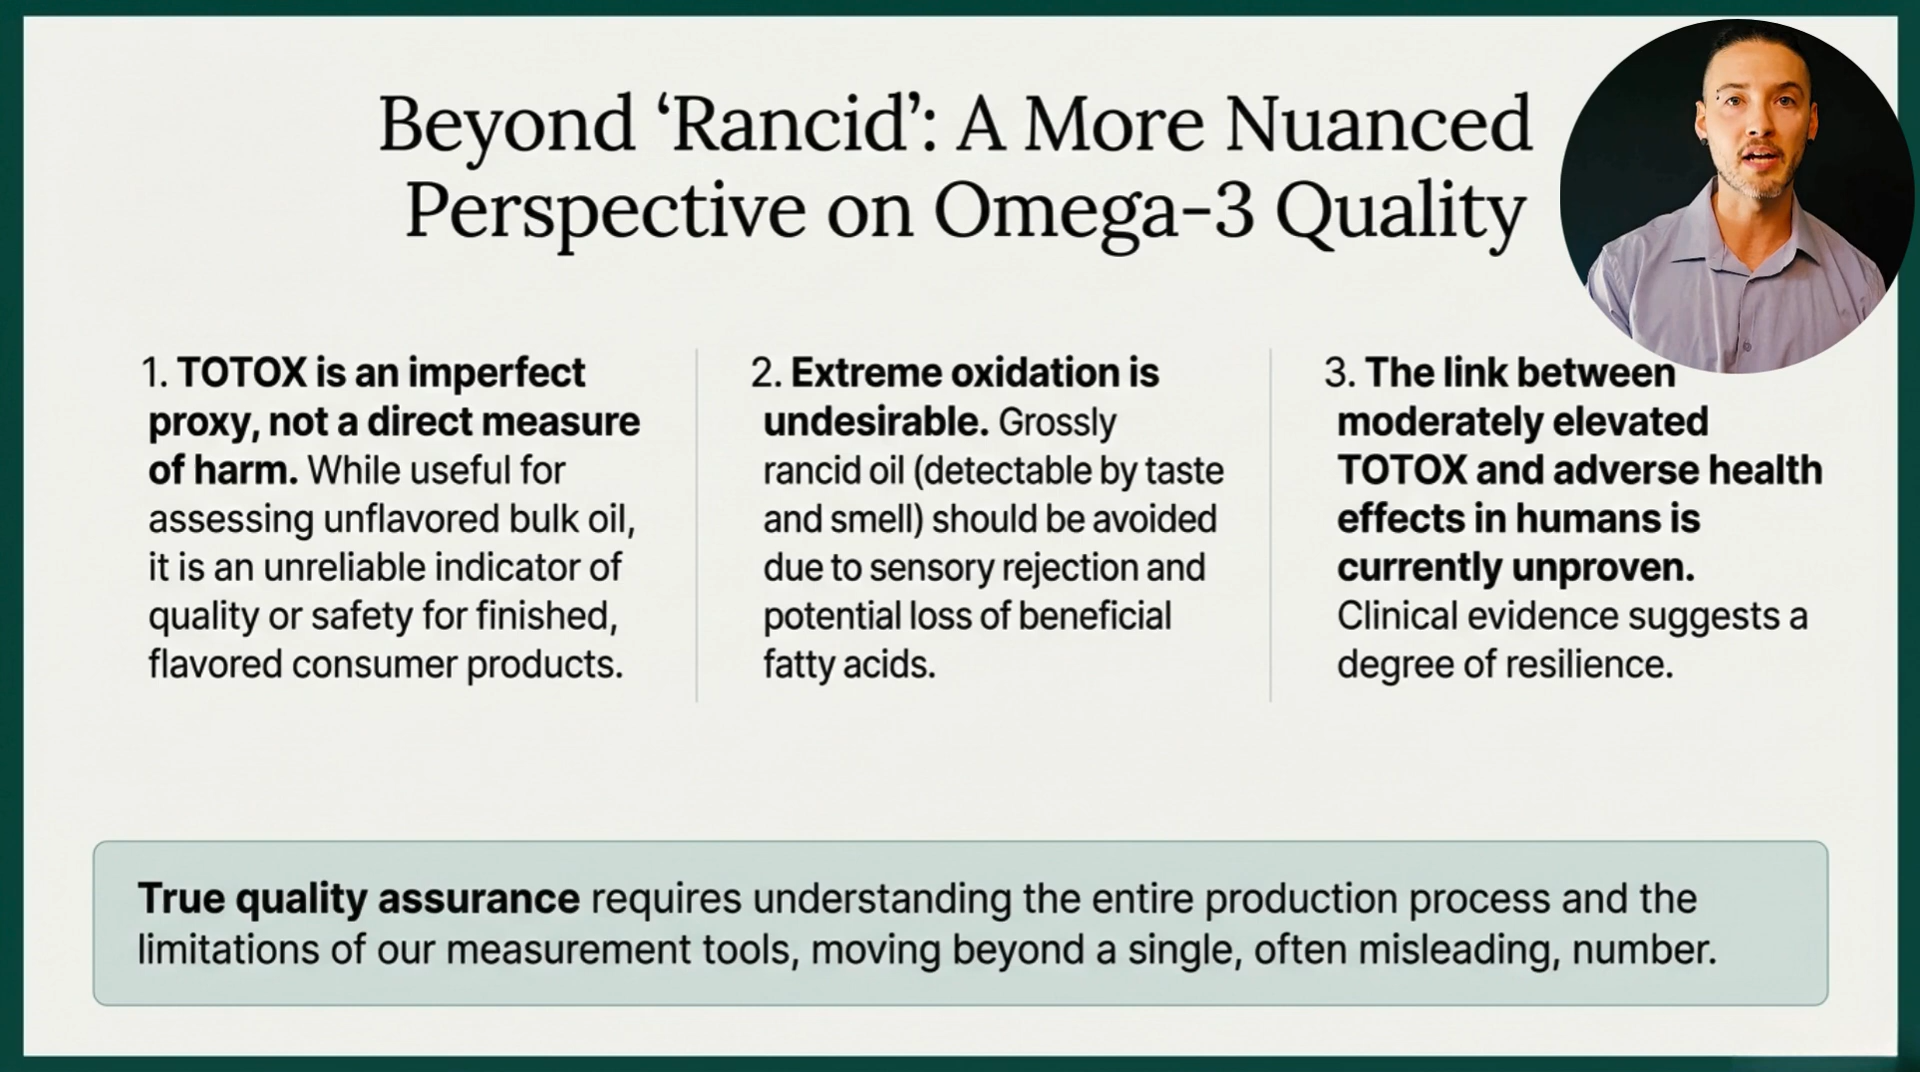 Beyond ‘Rancid’: A More Nuanced
Perspective on Omega-3 Quality
1. TOTOX is an imperfect
proxy, not a direct measure
of harm. While useful for
assessing unflavored bulk oil,
it is an unreliable indicator of
quality or safety for finished,
flavored consumer products.
2. Extreme oxidation is
undesirable. Grossly
rancid oil (detectable by taste
and smell) should be avoided
due to sensory rejection and
potential loss of beneficial
fatty acids.
3. The link between
moderately elevated
TOTOX and adverse health
effects in humans is
currently unproven.
Clinical evidence suggests a
degree of resilience.
True quality assurance requires understanding the entire production process and the
limitations of our measurement tools, moving beyond a single, often misleading, number.